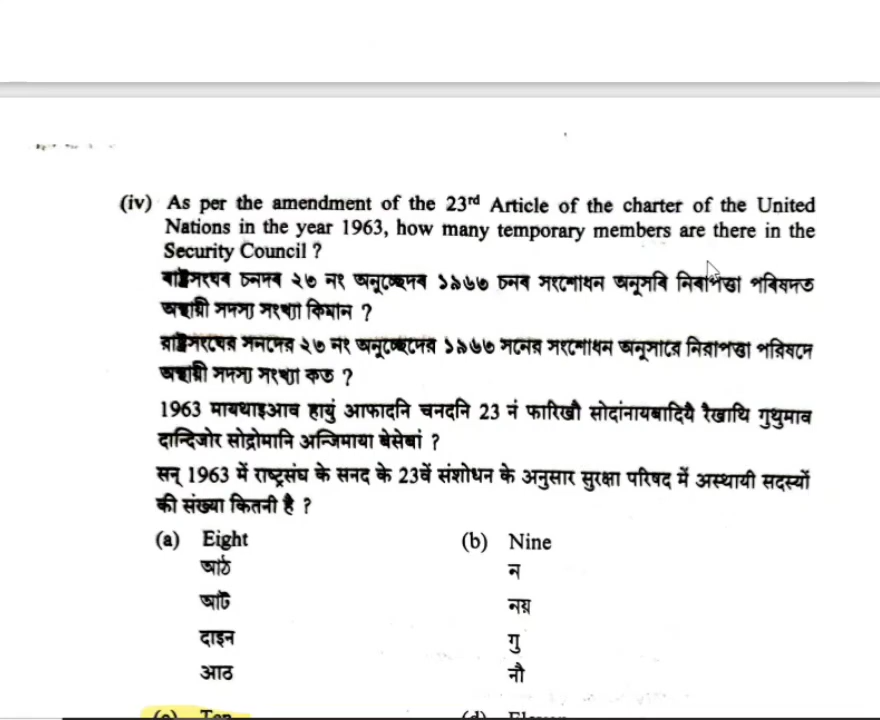 (iv) As per the amendment of the 23rd Article of the charter of the United
Nations in the year 1963, how many temporary members are there in the
Security Council ?
ৰাষ্ট্ৰসংঘৰ চনদৰ ২৩ নং অনুচ্ছেদৰ ১৯৬৩ চনৰ সংশোধন অনুসৰি নিৰাপত্তা পৰিষদত
অস্থায়ী সদস্য সংখ্যা কিমান ?
রাষ্ট্রসংঘের সনদের ২৩ নং অনুচ্ছেদের ১৯৬৩ সনের সংশোধন অনুসারে নিরাপত্তা পরিষদে
অস্থায়ী সদস্য সংখ্যা কত ?
1963 मायथाइआव हायुं आफादनि चनदनि 23 नं फारिखौ सोदांनायबादियै रैखाथि गुथुमाव
दान्दिजोर सोद्रोमानि अन्जिमाया बेसेबां ?
सन् 1963 में राष्ट्रसंघ के सनद के 23वें संशोधन के अनुसार सुरक्षा परिषद में अस्थायी सदस्यों
की संख्या कितनी है ?
(a) Eight (b) Nine
আঠ ন
আট নয়
दाइन गु
आठ नौ
(c) Ten (d) Eleven